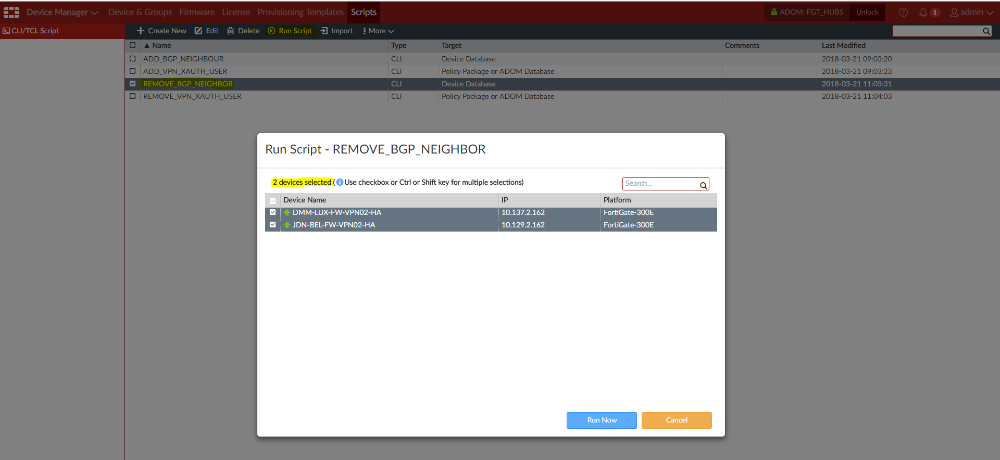 Device Manager Device & Groups Firmware License Provisioning Templates Scripts ADOM: FGT_HUBS Unlock 1 admin
CLI/TCL Script
Create New Edit Delete Run Script Import More
▲ Name Type Target Comments Last Modified
ADD_BGP_NEIGHBOUR CLI Device Database 2018-03-21 09:03:20
ADD_VPN_XAUTH_USER CLI Policy Package or ADOM Database 2018-03-21 09:03:23
REMOVE_BGP_NEIGHBOR CLI Device Database 2018-03-21 11:03:31
REMOVE_VPN_XAUTH_USER CLI Policy Package or ADOM Database 2018-03-21 11:04:03
Run Script - REMOVE_BGP_NEIGHBOR
2 devices selected ( Use checkbox or Ctrl or Shift key for multiple selections)
Search...
Device Name IP Platform
DMM-LUX-FW-VPN02-HA 10.137.2.162 FortiGate-300E
JDN-BEL-FW-VPN02-HA 10.129.2.162 FortiGate-300E
Run Now Cancel